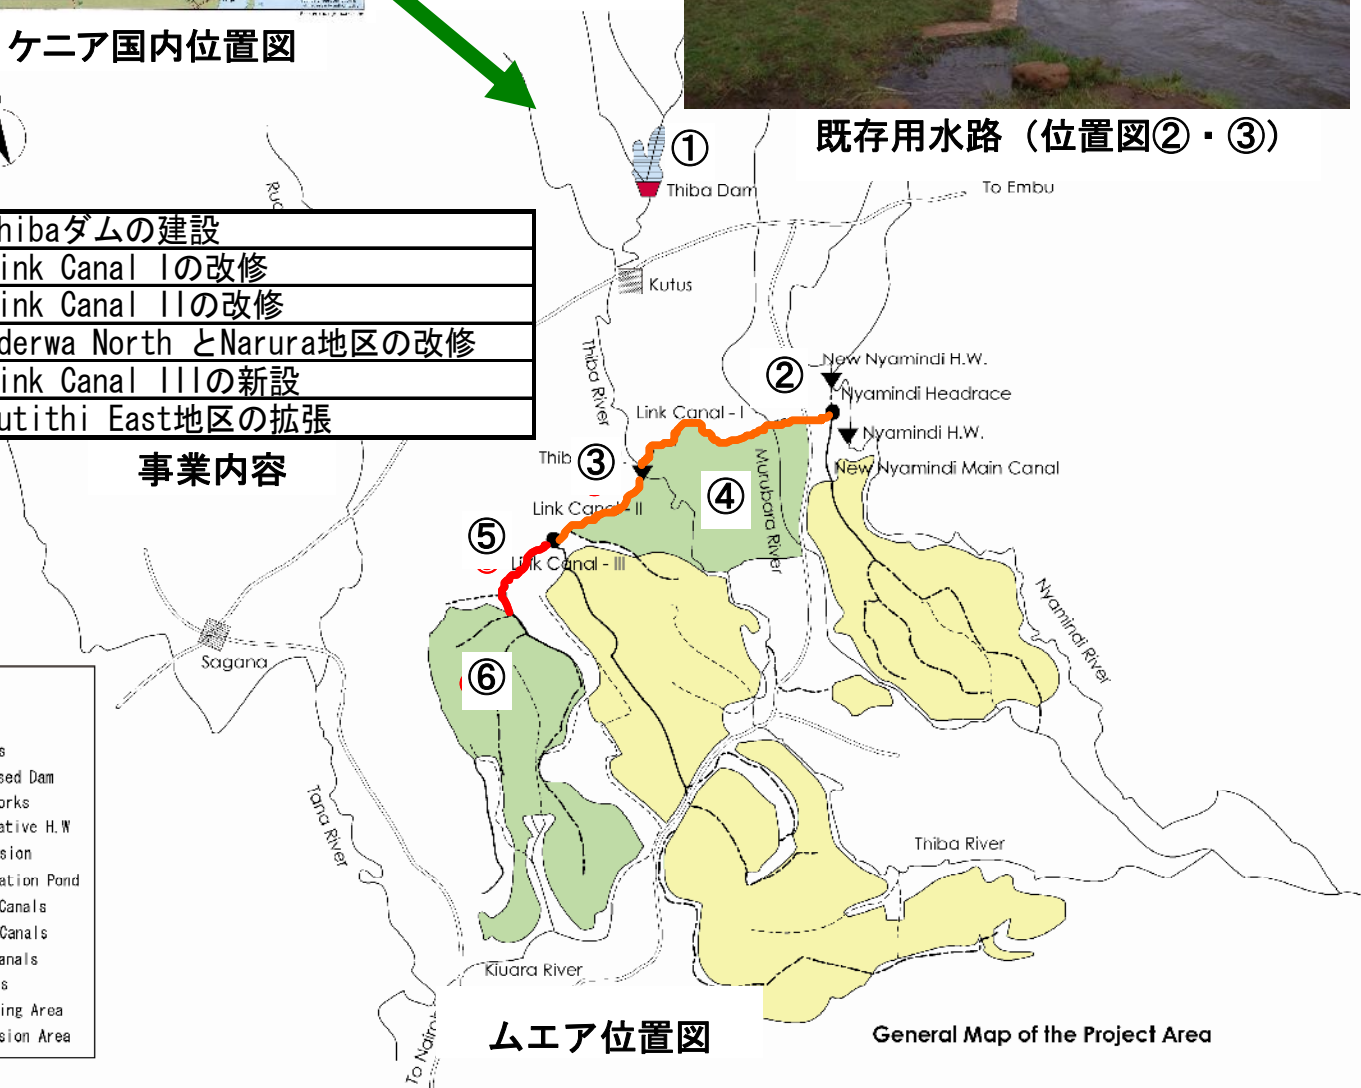 ケニア国内位置図
既存用水路（位置図②・③）
①
Thiba Dam
To Embu
hibaダムの建設
ink Canal Iの改修
ink Canal IIの改修
derwa North とNarura地区の改修
ink Canal IIIの新設
utithi East地区の拡張
事業内容
Kutus
Thiba River
②
New Nyamindi H.W.
Nyamindi Headrace
Link Canal - I
Nyamindi H.W.
Thib
③
New Nyamindi Main Canal
④
Murubara River
Link Canal - II
⑤
Link Canal - III
Nyamindi River
Sagana
⑥
s
sed Dam
orks
ative H.W
sion
ation Pond
Canals
Canals
anals
s
ing Area
sion Area
Tana River
Thiba River
Kiuara River
ムエア位置図
General Map of the Project Area